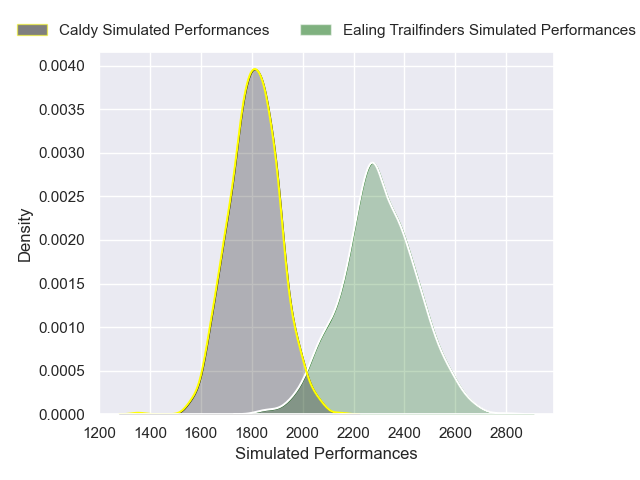 Caldy Simulated Performances Ealing Trailfinders Simulated Performances
0.0040
0.0035
0.0030
0.0025
0.0020
0.0015
0.0010
0.0005
0.0000
Density
1200 1400 1600 1800 2000 2200 2400 2600 2800
Simulated Performances